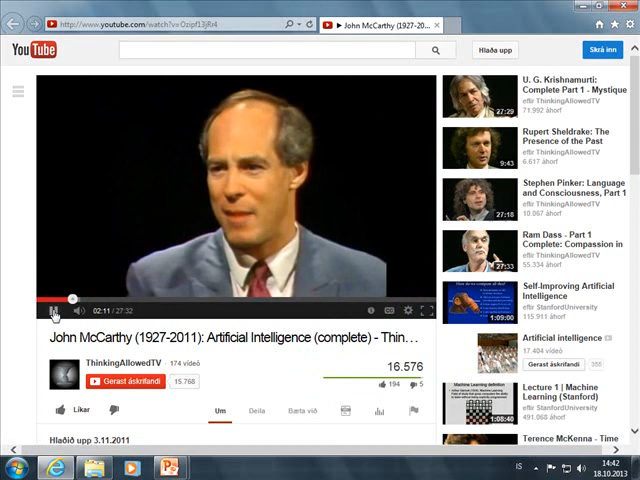 http://www.youtube.com/watch?v=Ozipf13jRr4
John McCarthy (1927-20...
YouTube
Hlaða upp
Skrá inn
02:11 / 27:32
John McCarthy (1927-2011): Artificial Intelligence (complete) - Thin...
ThinkingAllowedTV · 174 vídeó
Gerast áskrifandi
15.768
16.576
194
5
Líkar
Um
Deila
Bæta við
Hlaðið upp 3.11.2011
27:29
U. G. Krishnamurti:
Complete Part 1 - Mystique
eftir ThinkingAllowedTV
71.992 áhorf
9:43
Rupert Sheldrake: The
Presence of the Past
eftir ThinkingAllowedTV
6.617 áhorf
27:18
Stephen Pinker: Language
and Consciousness, Part 1
eftir ThinkingAllowedTV
10.067 áhorf
27:33
Ram Dass - Part 1
Complete: Compassion in
eftir ThinkingAllowedTV
55.334 áhorf
1:09:00
Self-Improving Artificial
Intelligence
eftir StanfordUniversity
115.911 áhorf
Artificial intelligence
17.404 vídeó
Gerast áskrifandi
355
Machine Learning definition
1:08:40
Lecture 1 | Machine
Learning (Stanford)
eftir StanfordUniversity
491.068 áhorf
Terence McKenna - Time
IS
14:42
18.10.2013